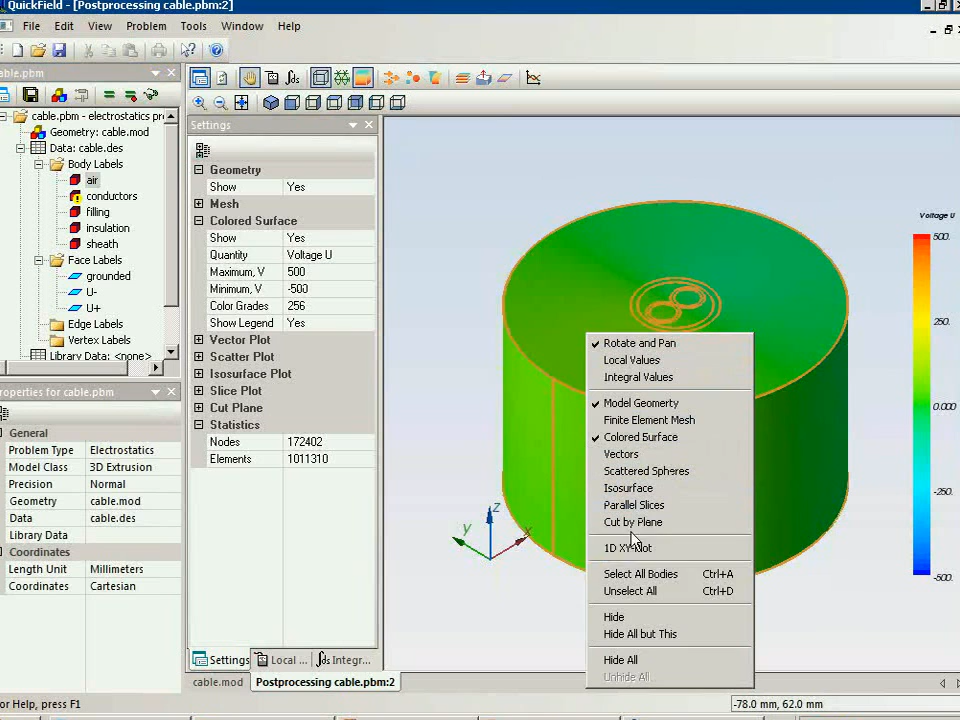 QuickField - [Postprocessing cable.pbm:2]
File Edit View Problem Tools Window Help
able.pbm
cable.pbm - electrostatics pr
Geometry: cable.mod
Data: cable.des
Body Labels
air
conductors
filling
insulation
sheath
Face Labels
grounded
U-
U+
Edge Labels
Vertex Labels
Library Data: <none>
roperties for cable.pbm
General
Problem Type Electrostatics
Model Class 3D Extrusion
Precision Normal
Geometry cable.mod
Data cable.des
Library Data
Coordinates
Length Unit Millimeters
Coordinates Cartesian
Settings
Geometry
Show Yes
Mesh
Colored Surface
Show Yes
Quantity Voltage U
Maximum, V 500
Minimum, V -500
Color Grades 256
Show Legend Yes
Vector Plot
Scatter Plot
Isosurface Plot
Slice Plot
Cut Plane
Statistics
Nodes 172402
Elements 1011310
Settings Local ... Integr...
cable.mod Postprocessing cable.pbm:2
z
y
x
Rotate and Pan
Local Values
Integral Values
Model Geometry
Finite Element Mesh
Colored Surface
Vectors
Scattered Spheres
Isosurface
Parallel Slices
Cut by Plane
1D XY-Plot
Select All Bodies Ctrl+A
Unselect All Ctrl+D
Hide
Hide All but This
Hide All
Unhide All
Voltage U
500.
250.
0.000
-250.
-500.
or Help, press F1
-78.0 mm, 62.0 mm